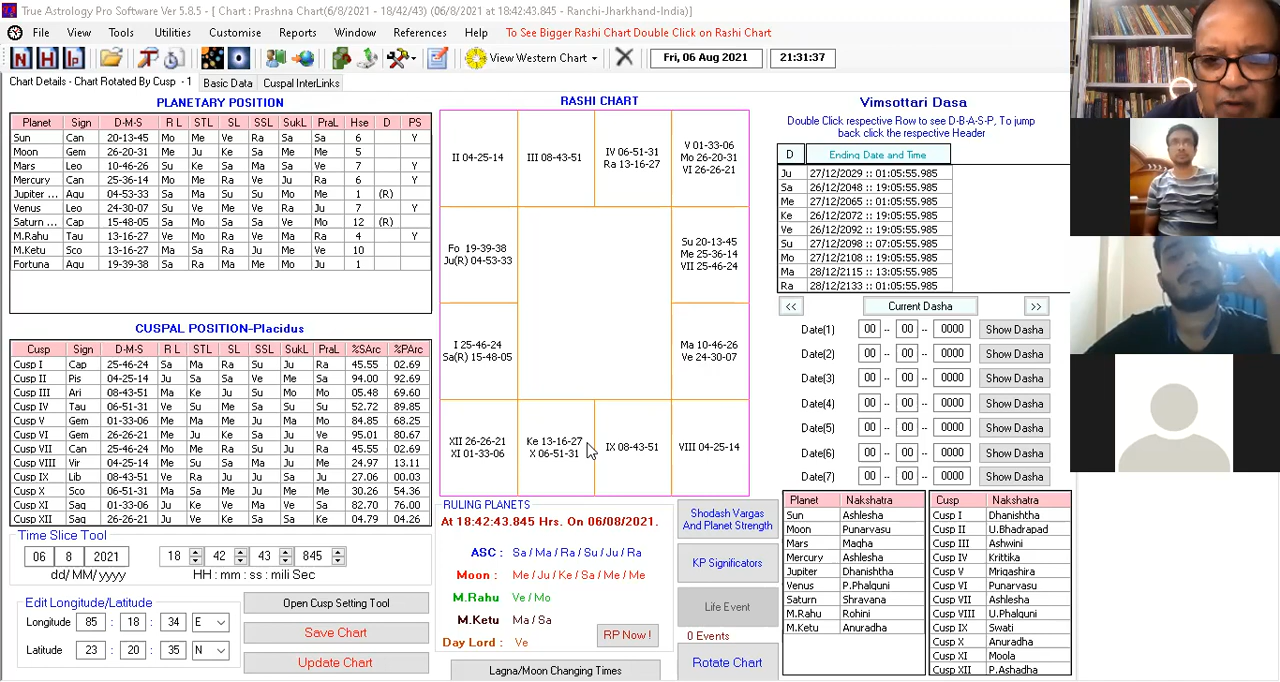 True Astrology Pro Software Ver 5.8.5 - [ Chart : Prashna Chart(6/8/2021 - 18/42/43) (06/8/2021 at 18:42:43.845 - Ranchi-Jharkhand-India)]
File View Tools Utilities Customise Reports Window References Help To See Bigger Rashi Chart Double Click on Rashi Chart
N H Ip View Western Chart Fri, 06 Aug 2021 21:31:37
Chart Details - Chart Rotated By Cusp - 1 Basic Data Cuspal InterLinks
PLANETARY POSITION
Planet Sign D-M-S R L STL SL SSL SukL PraL Hse D PS
Sun Can 20-13-45 Mo Me Ve Ra Sa Sa 6 Y
Moon Gem 26-20-31 Me Ju Ke Sa Me Me 5
Mars Leo 10-46-26 Su Ke Sa Ma Sa Ve 7 Y
Mercury Can 25-36-14 Mo Me Ra Ve Ju Ra 6 Y
Jupiter ... Aqu 04-53-33 Sa Ma Su Su Mo Me 1 (R)
Venus Leo 24-30-07 Su Ve Me Ve Ra Ju 7 Y
Saturn ... Cap 15-48-05 Sa Mo Sa Sa Ve Mo 12 (R)
M.Rahu Tau 13-16-27 Ve Mo Ra Ve Ma Ra 4 Y
M.Ketu Sco 13-16-27 Ma Sa Ra Ju Me Ve 10
Fortuna Aqu 19-39-38 Sa Ra Ma Mo Ju Ma 1
CUSPAL POSITION-Placidus
Cusp Sign D-M-S R L STL SL SSL SukL PraL %SArc %PArc
Cusp I Cap 25-46-24 Sa Ma Ra Su Ju Ra 45.55 02.69
Cusp II Pis 04-25-14 Ju Sa Sa Ve Me Sa 94.00 92.69
Cusp III Ari 08-43-51 Ma Ke Ju Su Mo Mo 05.48 69.60
Cusp IV Tau 06-51-31 Ve Su Me Sa Su Su 52.72 89.85
Cusp V Gem 01-33-06 Me Ma Su Ra Ju Me 84.85 68.25
Cusp VI Gem 26-26-21 Me Ju Ke Sa Me Sa 95.01 80.67
Cusp VII Can 25-46-24 Mo Me Ra Su Ju Ra 45.55 02.69
Cusp VIII Vir 04-25-14 Me Su Sa Ma Ju Ve 24.97 13.11
Cusp IX Lib 08-43-51 Ve Ra Ju Ju Sa Ju 27.06 00.03
Cusp X Sco 06-51-31 Ma Sa Me Ju Me Me 30.26 54.36
Cusp XI Sag 01-33-06 Ju Ke Ve Sa Ke Ra 82.70 76.00
Cusp XII Sag 26-26-21 Ju Ve Ke Sa Sa Ma 04.79 04.26
Time Slice Tool
06 8 2021 18 42 43 845
dd/ MM/ yyyy HH : mm : ss : mili Sec
Edit Longitude/Latitude
Longitude 85 : 18 : 34 E
Latitude 23 : 20 : 35 N
Open Cusp Setting Tool
Save Chart
Update Chart
RASHI CHART
II 04-25-14
III 08-43-51
IV 06-51-31
Ra 13-16-27
V 01-33-06
Mo 26-20-31
VI 26-26-21
Fo 19-39-38
Ju(R) 04-53-33
Su 20-13-45
Me 25-36-14
VII 25-46-24
I 25-46-24
Sa(R) 15-48-05
Ma 10-46-26
Ve 24-30-07
XII 26-26-21
XI 01-33-06
Ke 13-16-27
X 06-51-31
IX 08-43-51
VIII 04-25-14
RULING PLANETS
At 18:42:43.845 Hrs. On 06/08/2021.
ASC : Sa / Ma / Ra / Su / Ju / Ra
Moon : Me / Ju / Ke / Sa / Me / Me
M.Rahu : Ve / Mo
M.Ketu : Ma / Sa
Day Lord : Ve
RP Now !
Lagna/Moon Changing Times
Shodash Vargas
And Planet Strength
KP Significators
Life Event
0 Events
Rotate Chart
Vimsottari Dasa
Double Click respective Row to see D-B-A-S-P, To jump
back click the respective Header
D Ending Date and Time
Ju 27/12/2029 :: 01:05:55.985
Sa 26/12/2048 :: 19:05:55.985
Me 27/12/2065 :: 01:05:55.985
Ke 26/12/2072 :: 19:05:55.985
Ve 26/12/2092 :: 19:05:55.985
Su 27/12/2098 :: 07:05:55.985
Mo 27/12/2108 :: 19:05:55.985
Ma 28/12/2115 :: 13:05:55.985
Ra 28/12/2133 :: 01:05:55.985
<< Current Dasha >>
Date(1) 00 -- 00 -- 0000 Show Dasha
Date(2) 00 -- 00 -- 0000 Show Dasha
Date(3) 00 -- 00 -- 0000 Show Dasha
Date(4) 00 -- 00 -- 0000 Show Dasha
Date(5) 00 -- 00 -- 0000 Show Dasha
Date(6) 00 -- 00 -- 0000 Show Dasha
Date(7) 00 -- 00 -- 0000 Show Dasha
Planet Nakshatra
Sun Ashlesha
Moon Punarvasu
Mars Magha
Mercury Ashlesha
Jupiter Dhanishtha
Venus P.Phalguni
Saturn Shravana
M.Rahu Rohini
M.Ketu Anuradha
Cusp Nakshatra
Cusp I Dhanishtha
Cusp II U.Bhadrapad
Cusp III Ashwini
Cusp IV Krittika
Cusp V Mrigashira
Cusp VI Punarvasu
Cusp VII Ashlesha
Cusp VIII U.Phalguni
Cusp IX Swati
Cusp X Anuradha
Cusp XI Moola
Cusp XII P.Ashadha